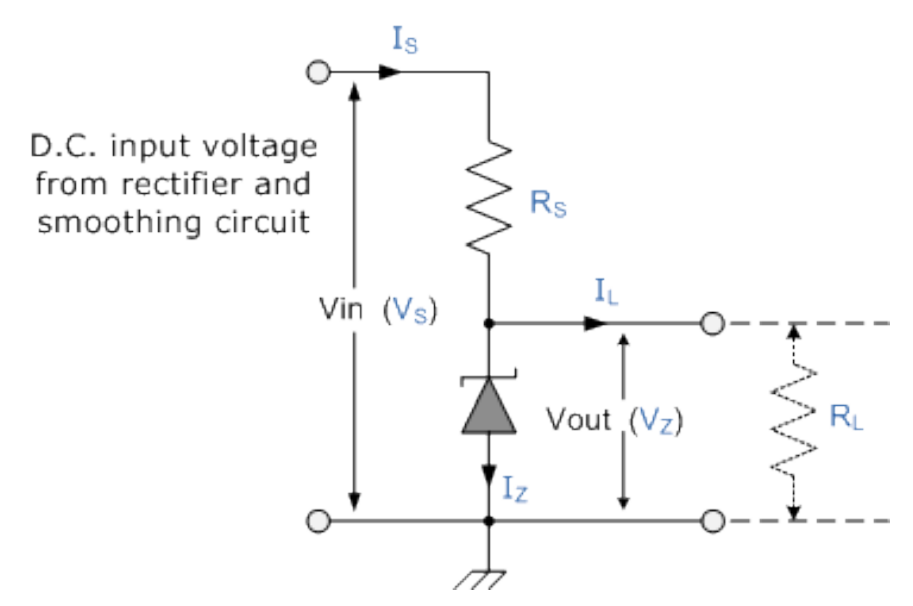 I_S
D.C. input voltage
from rectifier and
smoothing circuit
R_S
I_L
Vin (V_S)
Vout (V_Z)
R_L
I_Z